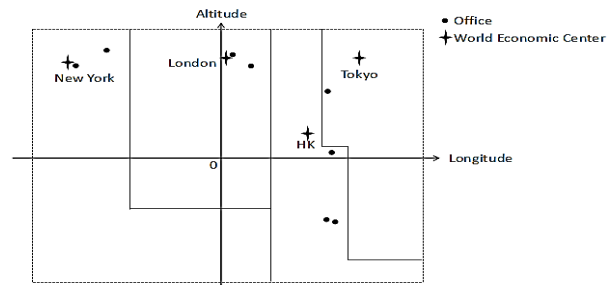 Altitude
Office
World Economic Center
New York
London
Tokyo
HK
Longitude
0